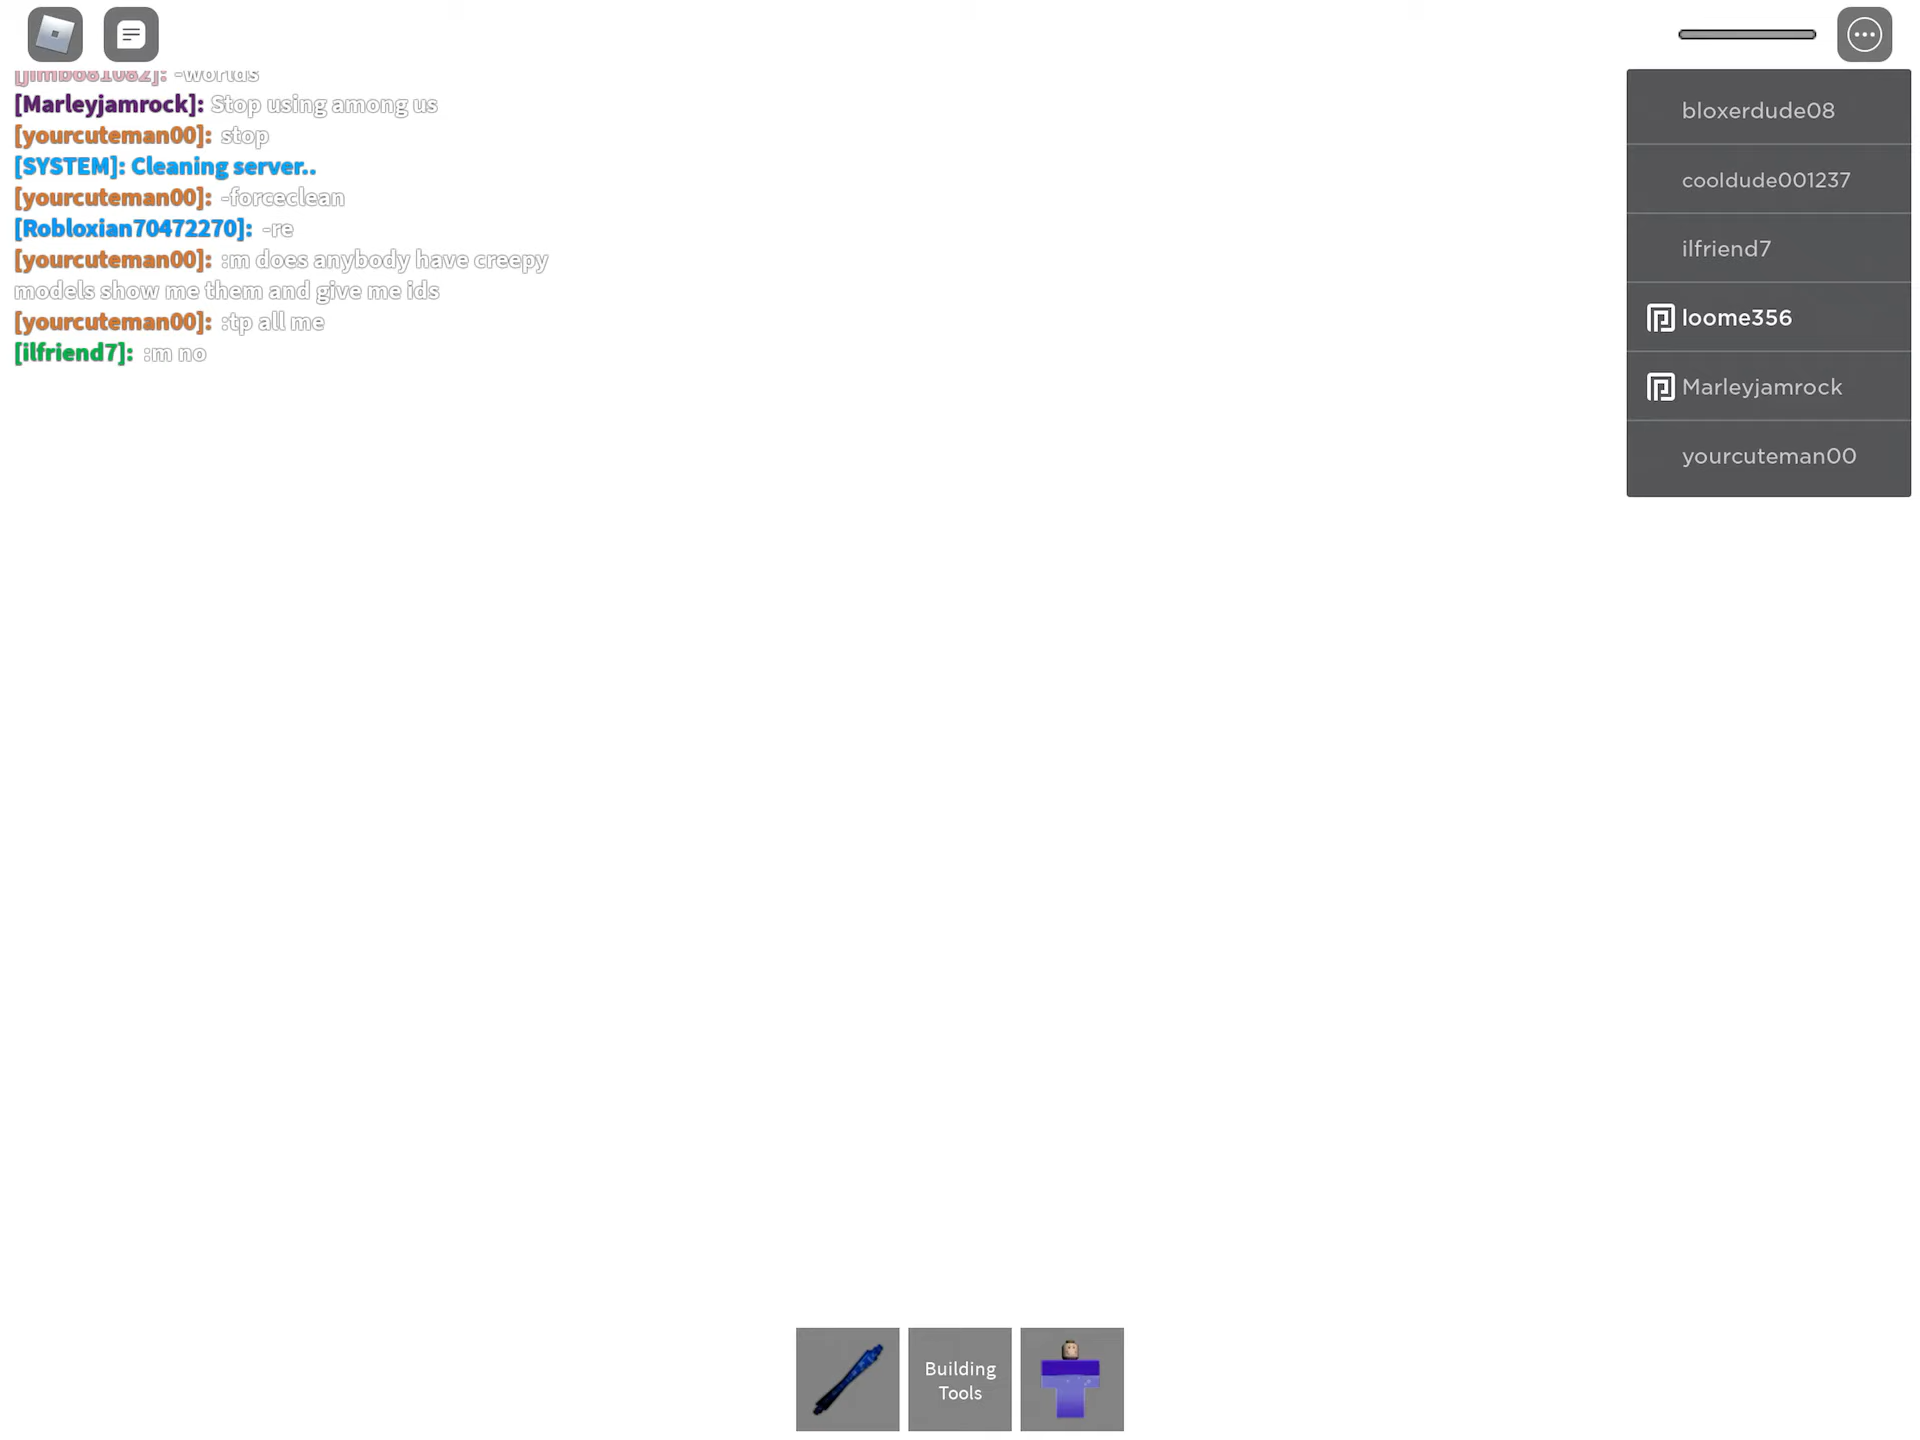 [jimbo81082]: -worlds
[Marleyjamrock]: Stop using among us
[yourcuteman00]: stop
[SYSTEM]: Cleaning server..
[yourcuteman00]: -forceclean
[Robloxian70472270]: -re
[yourcuteman00]: :m does anybody have creepy
models show me them and give me ids
[yourcuteman00]: :tp all me
[ilfriend7]: :m no
bloxerdude08
cooldude001237
ilfriend7
loome356
Marleyjamrock
yourcuteman00
Building
Tools